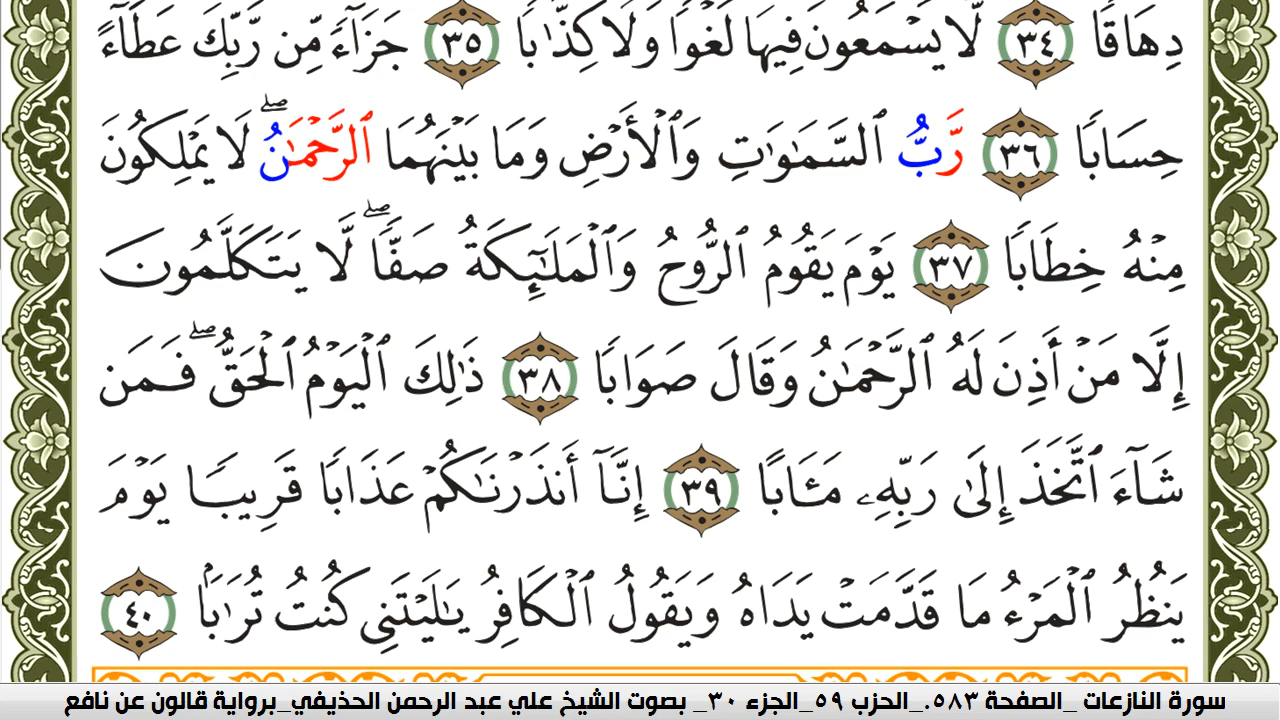 دِهَاقًا ٣٤ لَّا يَسْمَعُونَ فِيهَا لَغْوًا وَلَا كِذَّٰبًا ٣٥ جَزَآءً مِّن رَّبِّكَ عَطَآءً
حِسَابًا ٣٦ رَّبُّ ٱلسَّمَٰوَٰتِ وَٱلْأَرْضِ وَمَا بَيْنَهُمَا ٱلرَّحْمَٰنُۖ لَا يَمْلِكُونَ
مِنْهُ خِطَابًا ٣٧ يَوْمَ يَقُومُ ٱلرُّوحُ وَٱلْمَلَٰٓئِكَةُ صَفًّاۖ لَّا يَتَكَلَّمُونَ
إِلَّا مَنْ أَذِنَ لَهُ ٱلرَّحْمَٰنُ وَقَالَ صَوَابًا ٣٨ ذَٰلِكَ ٱلْيَوْمُ ٱلْحَقُّۖ فَمَن
شَآءَ ٱتَّخَذَ إِلَىٰ رَبِّهِۦ مَـَٔابًا ٣٩ إِنَّآ أَنذَرْنَٰكُمْ عَذَابًا قَرِيبًا يَوْمَ
يَنظُرُ ٱلْمَرْءُ مَا قَدَّمَتْ يَدَاهُ وَيَقُولُ ٱلْكَافِرُ يَٰلَيْتَنِى كُنتُ تُرَٰبًۢا ٤٠
سورة النازعات _الصفحة ٥٨٣._الحزب ٥٩_الجزء ٣٠_ بصوت الشيخ علي عبد الرحمن الحذيفي_برواية قالون عن نافع